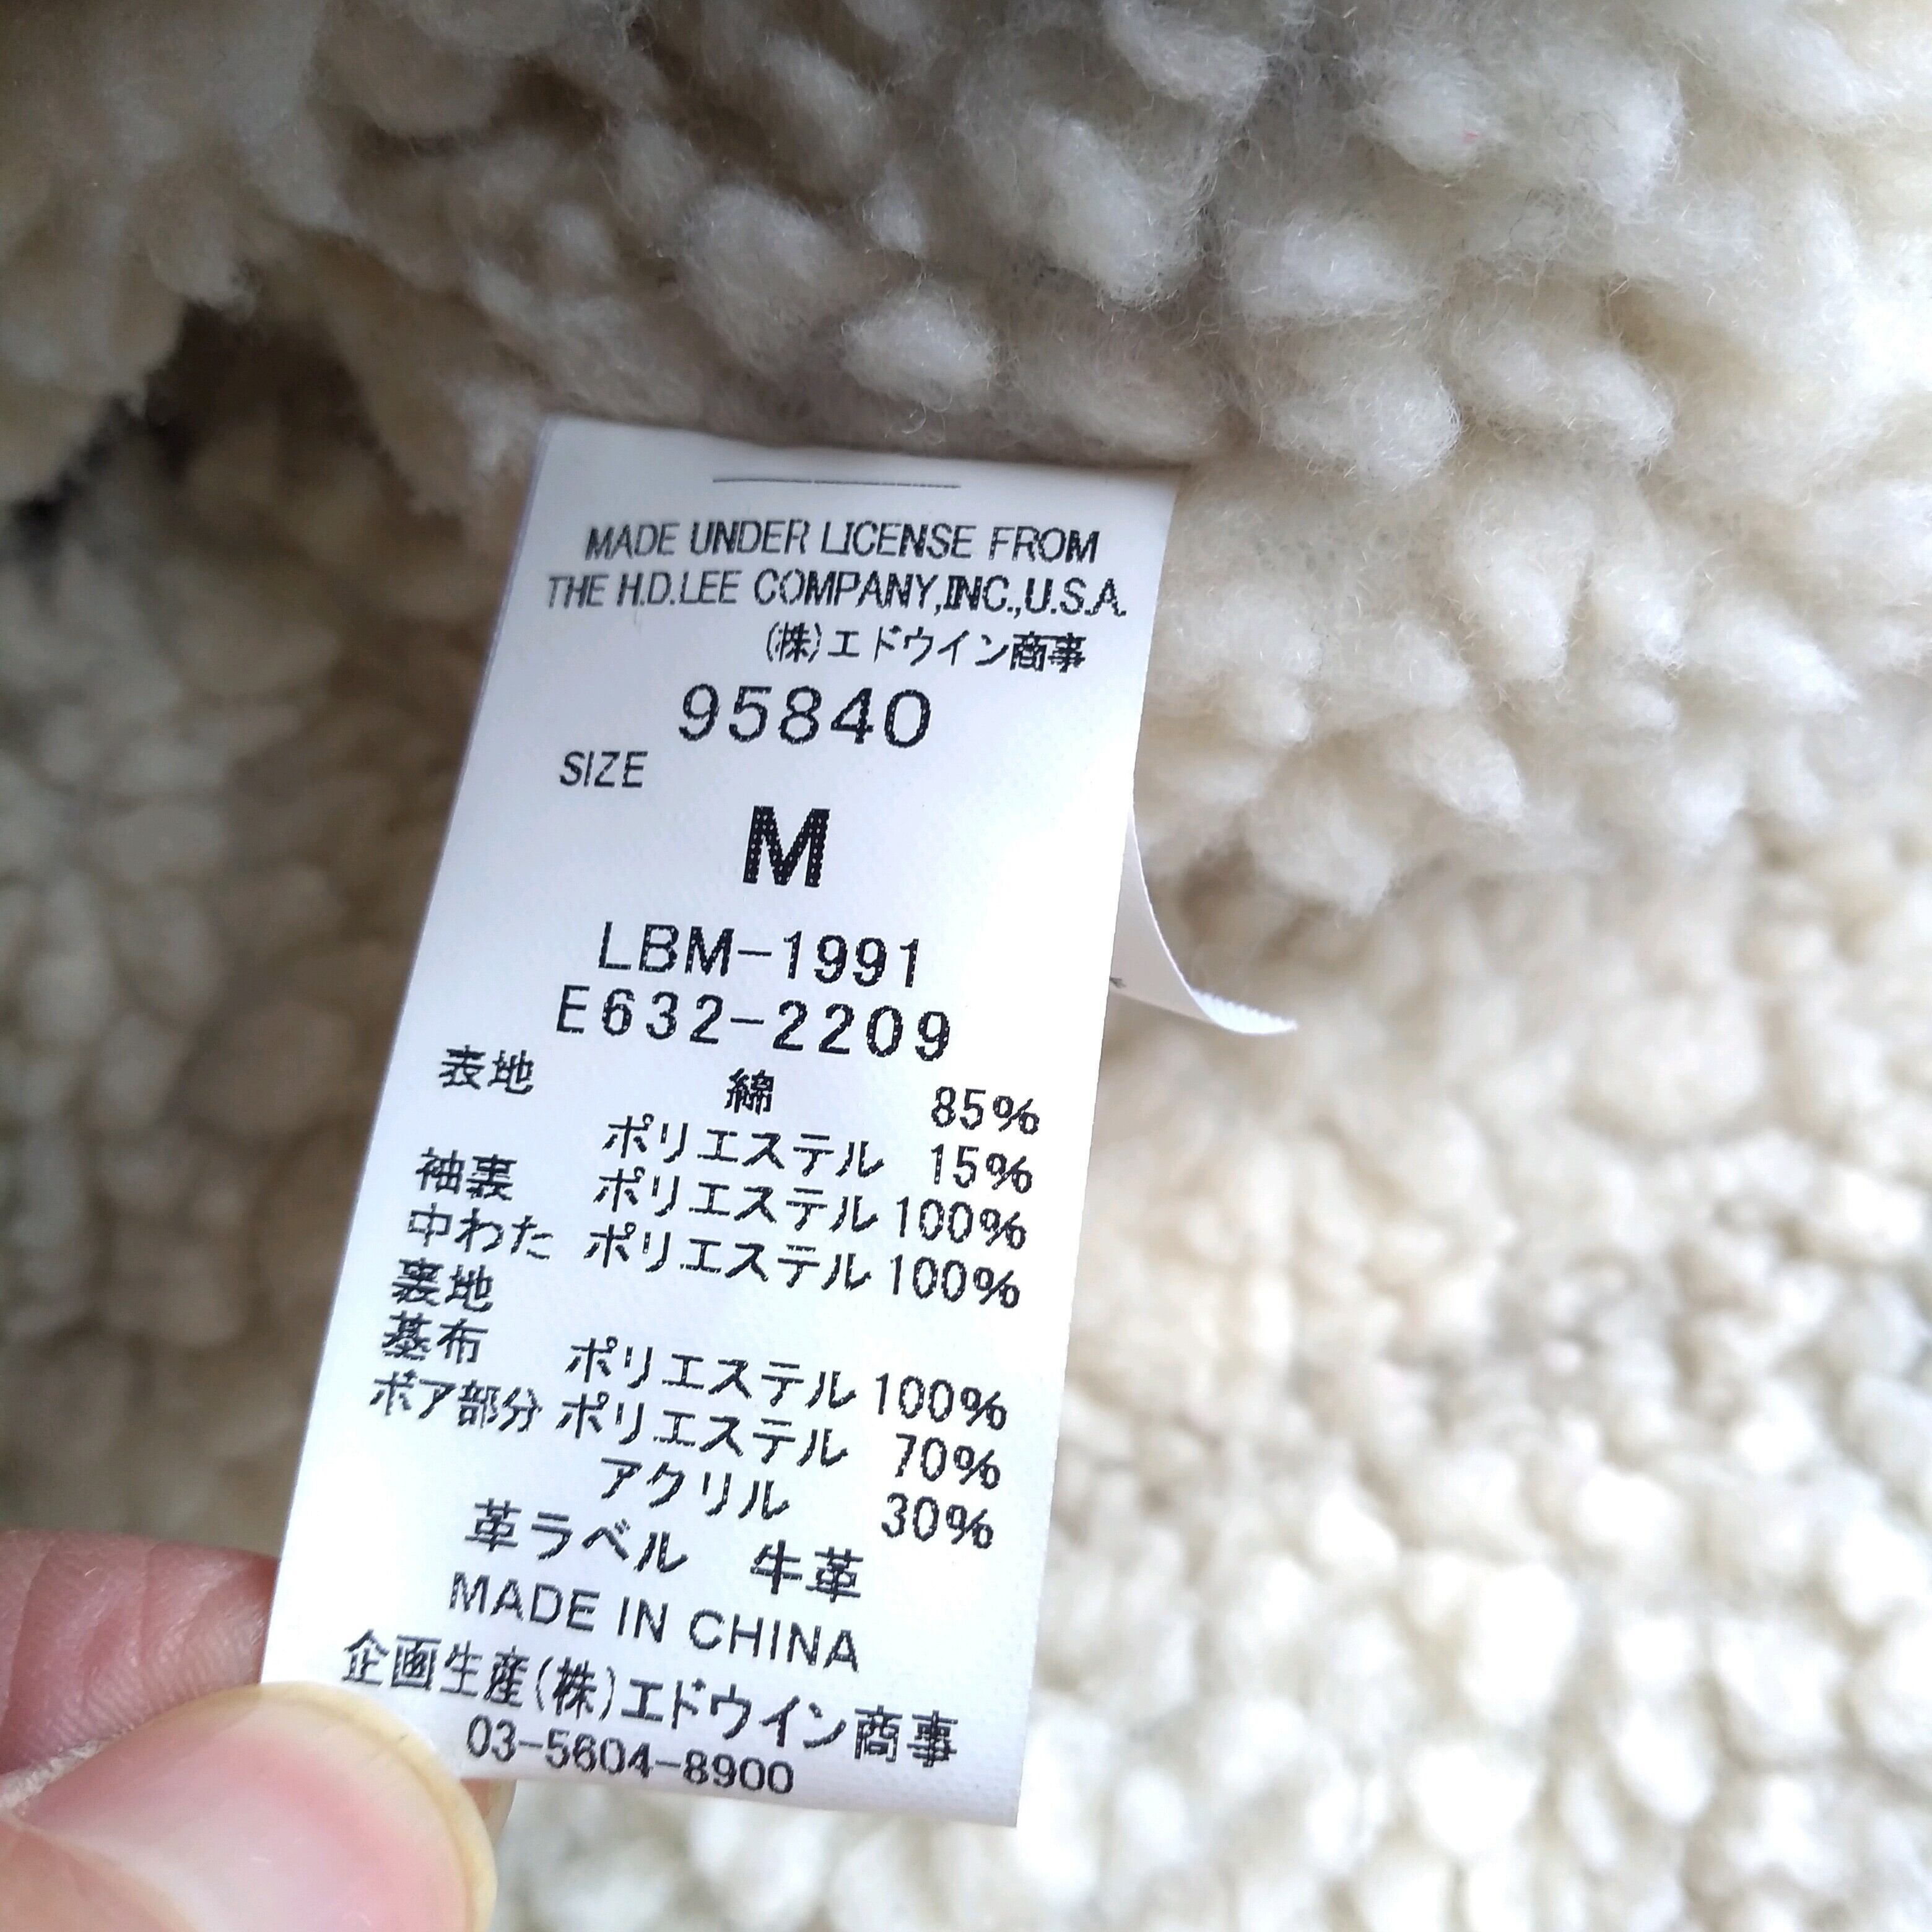 MADE UNDER LICENSE FROM
THE H.D.LEE COMPANY,INC.,U.S.A.
(株)エドウイン商事
95840
SIZE
M
LBM-1991
E632-2209
表地 綿 85%
ポリエステル 15%
袖裏 ポリエステル 100%
中わた ポリエステル 100%
裏地
基布 ポリエステル 100%
ボア部分 ポリエステル 70%
アクリル 30%
革ラベル 牛革
MADE IN CHINA
企画生産(株)エドウイン商事
03-5604-8900